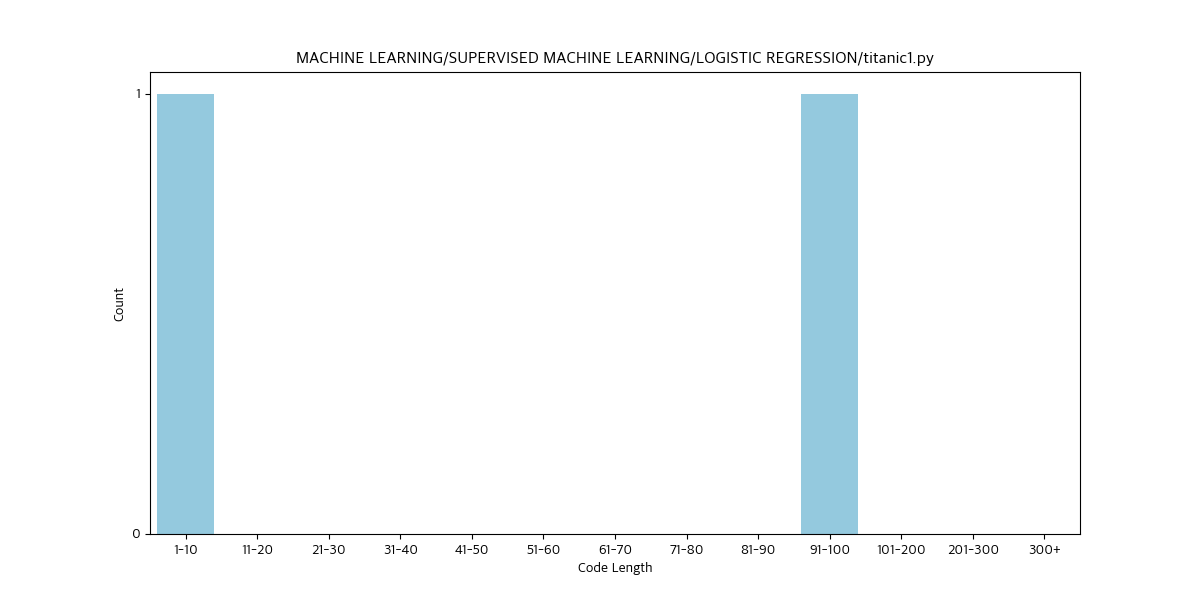 MACHINE LEARNING/SUPERVISED MACHINE LEARNING/LOGISTIC REGRESSION/titanic1.py
1
Count
0
1-10 11-20 21-30 31-40 41-50 51-60 61-70 71-80 81-90 91-100 101-200 201-300 300+
Code Length